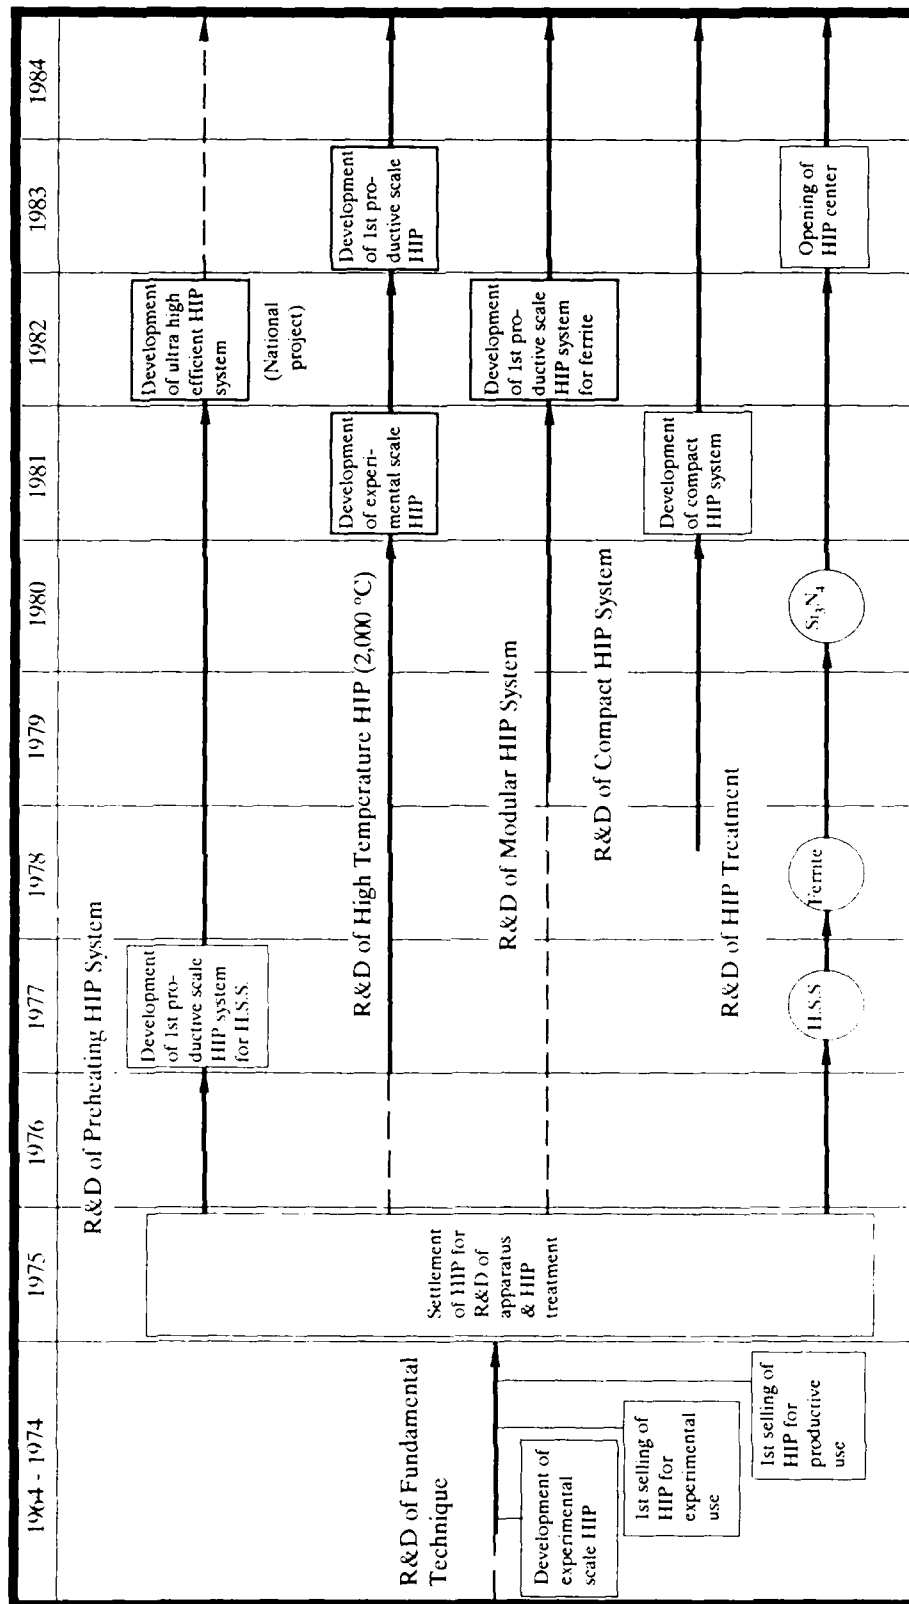 1964 - 1974
1975
1976
1977
1978
1979
1980
1981
1982
1983
1984
R&D of Fundamental
Technique
Development of
experimental
scale HIP
1st selling of
HIP for
experimental
use
1st selling of
HIP for
productive
use
Settlement
of HIP for
R&D of
apparatus
& HIP
treatment
R&D of Preheating HIP System
Development
of 1st pro-
ductive scale
HIP system
for H.S.S.
Development
of ultra high
efficient HIP
system
(National
project)
R&D of High Temperature HIP (2,000 °C)
Development
of experi-
mental scale
HIP
Development
of 1st pro-
ductive scale
HIP
R&D of Modular HIP System
Development
of 1st pro-
ductive scale
HIP system
for ferrite
R&D of Compact HIP System
Development
of compact
HIP system
R&D of HIP Treatment
H.S.S
Ferrite
Si₃N₄
Opening of
HIP center